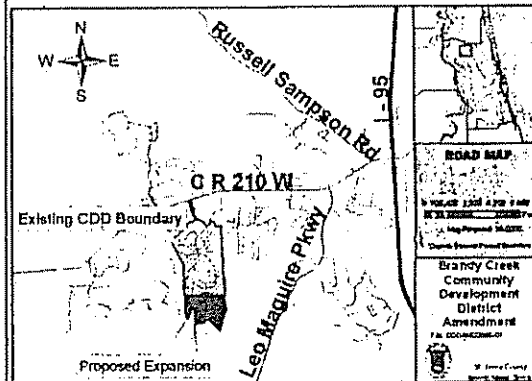 N
W E
S
Russell Sampson Rd
I-95
C R 210 W
Existing CDD Boundary
Leo Maguire Pkwy
Proposed Expansion
ROAD MAP
Brandy Creek
Community
Development
District
Amendment